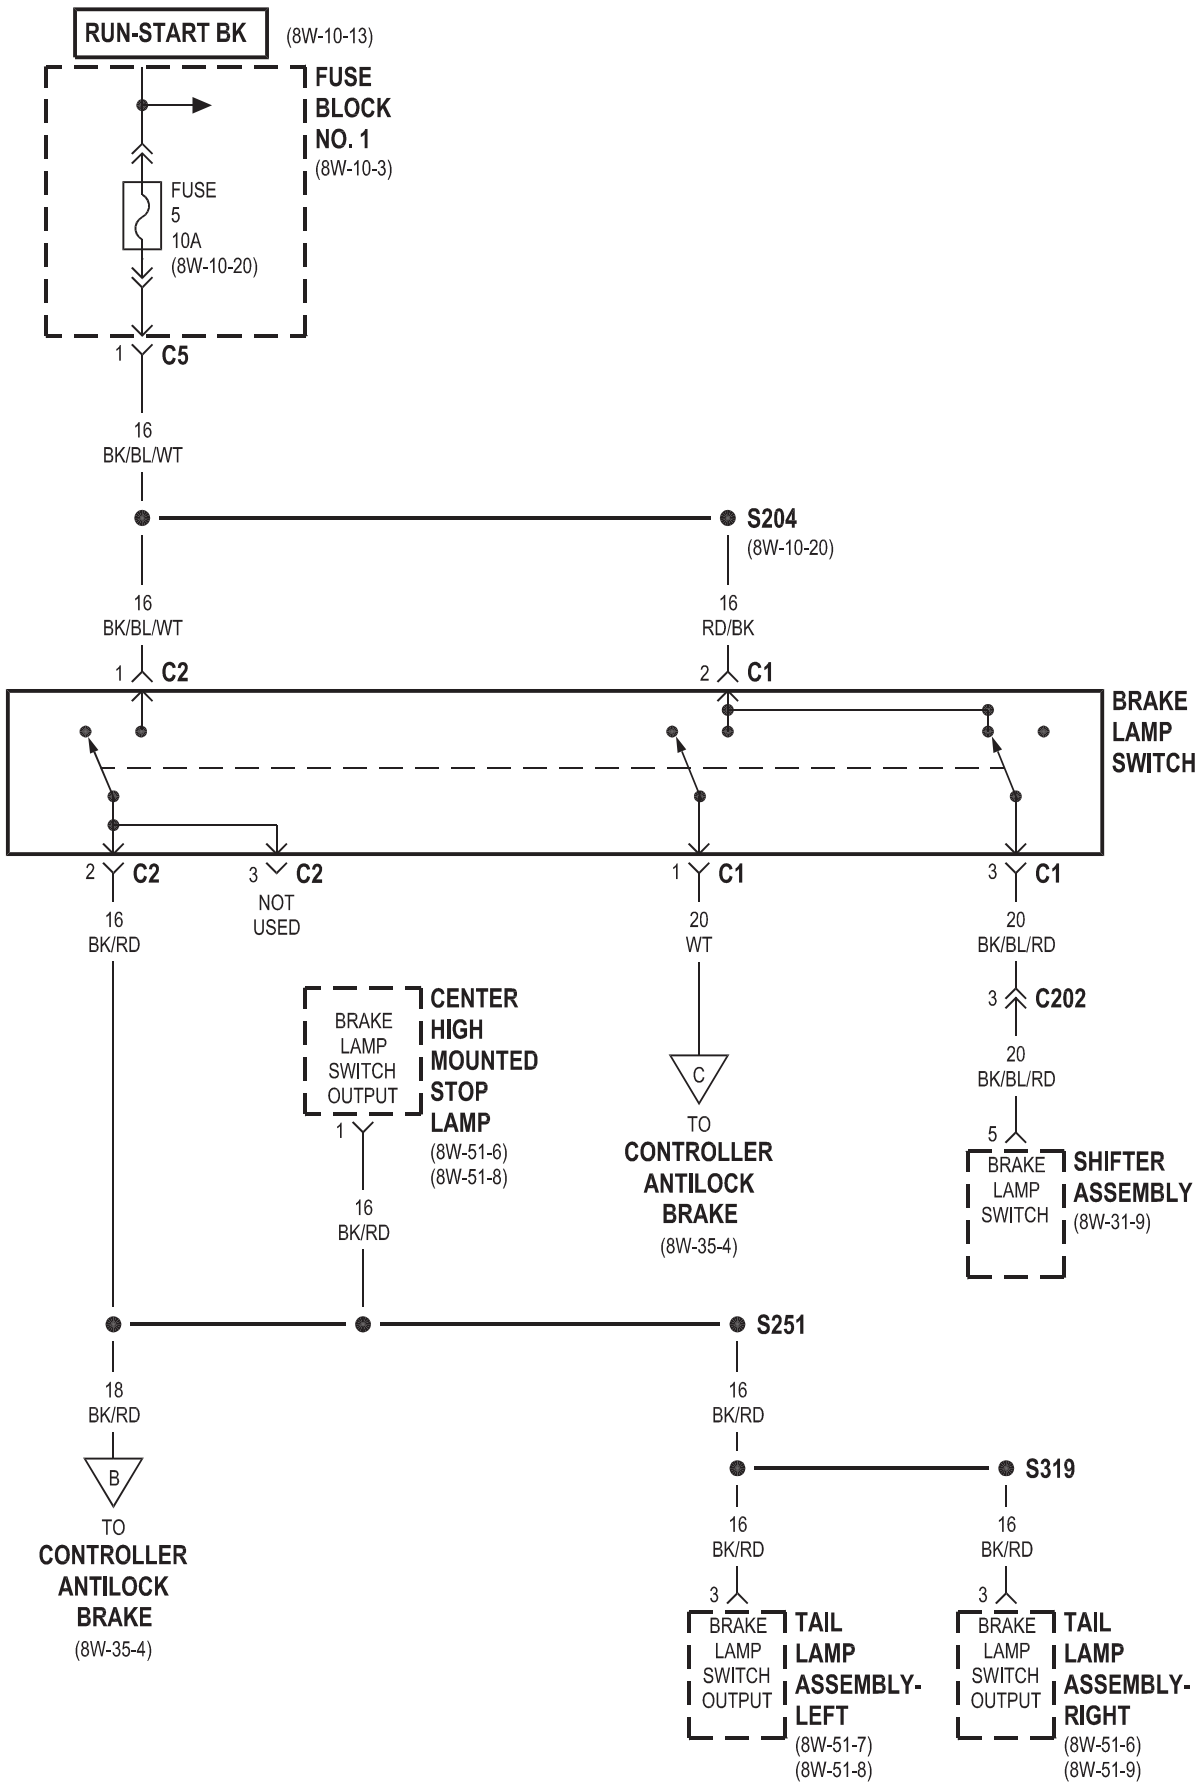 RUN-START BK
(8W-10-13)
FUSE
BLOCK
NO. 1
(8W-10-3)
FUSE
5
10A
(8W-10-20)
1
C5
16
BK/BL/WT
S204
(8W-10-20)
16
BK/BL/WT
16
RD/BK
1
C2
2
C1
BRAKE
LAMP
SWITCH
2
C2
3
C2
NOT
USED
1
C1
3
C1
16
BK/RD
20
WT
20
BK/BL/RD
3
C202
20
BK/BL/RD
BRAKE
LAMP
SWITCH
OUTPUT
CENTER
HIGH
MOUNTED
STOP
LAMP
(8W-51-6)
(8W-51-8)
1
16
BK/RD
C
TO
CONTROLLER
ANTILOCK
BRAKE
(8W-35-4)
5
BRAKE
LAMP
SWITCH
SHIFTER
ASSEMBLY
(8W-31-9)
S251
18
BK/RD
B
TO
CONTROLLER
ANTILOCK
BRAKE
(8W-35-4)
16
BK/RD
S319
16
BK/RD
16
BK/RD
3
BRAKE
LAMP
SWITCH
OUTPUT
TAIL
LAMP
ASSEMBLY-
LEFT
(8W-51-7)
(8W-51-8)
3
BRAKE
LAMP
SWITCH
OUTPUT
TAIL
LAMP
ASSEMBLY-
RIGHT
(8W-51-6)
(8W-51-9)